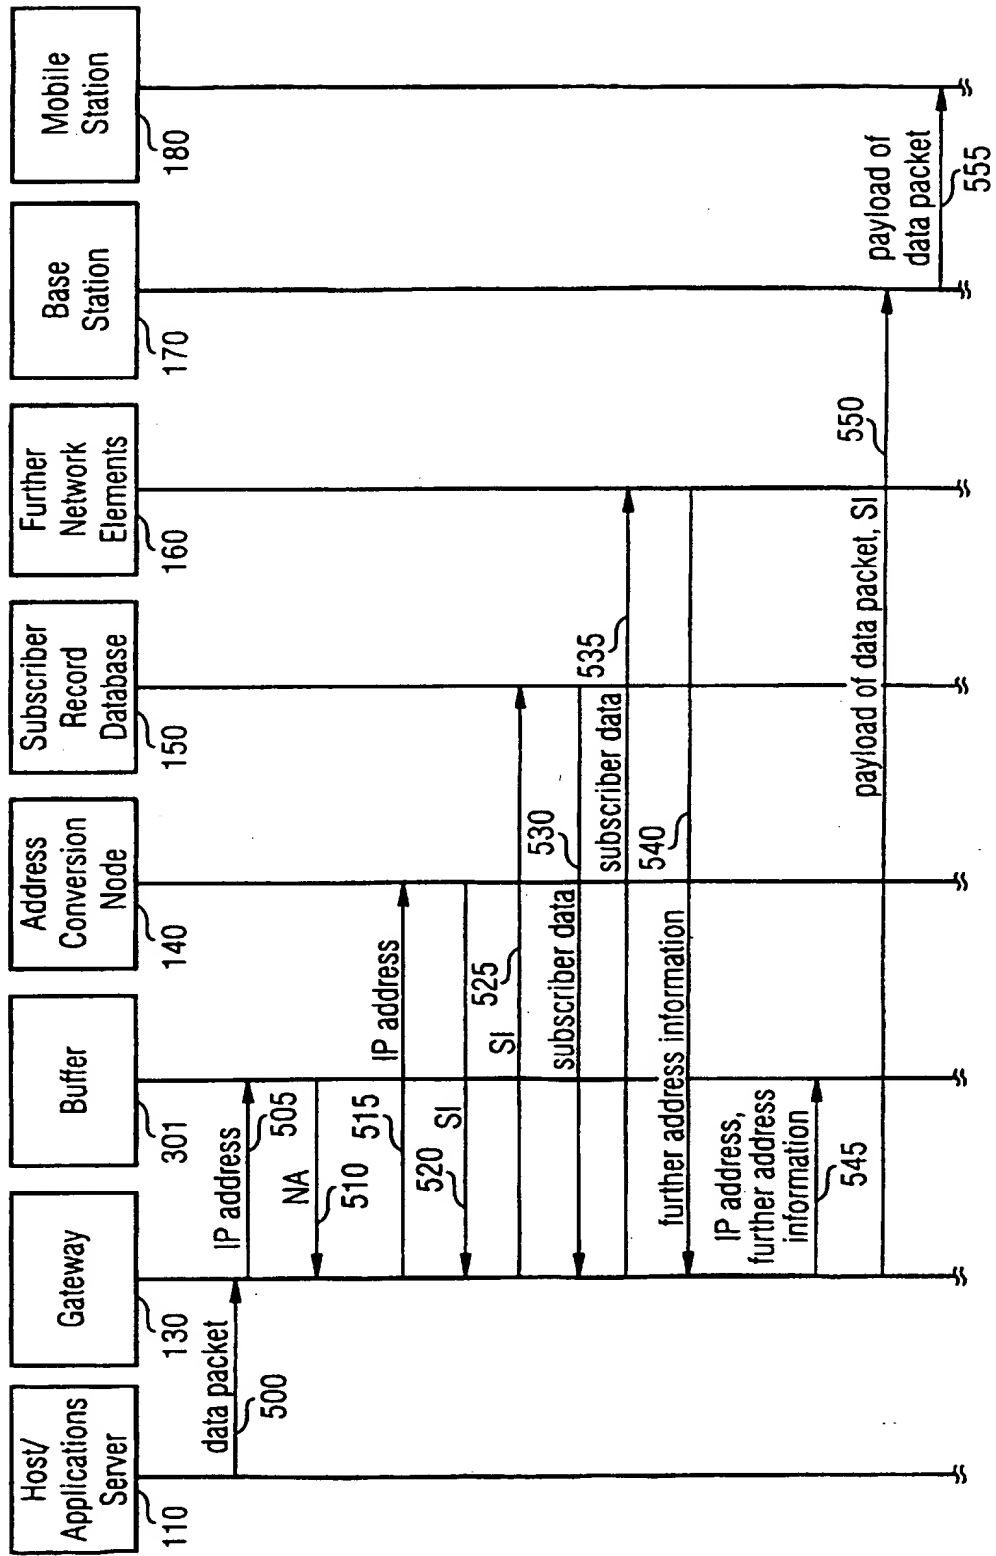 Host/
Applications
Server
110
Gateway
130
Buffer
301
Address
Conversion
Node
140
Subscriber
Record
Database
150
Further
Network
Elements
160
Base
Station
170
Mobile
Station
180
data packet
500
IP address
505
NA
510
IP address
515
SI
520
SI
525
subscriber data
530
subscriber data
535
further address information
540
IP address,
further address
information
545
payload of data packet, SI
550
payload of
data packet
555